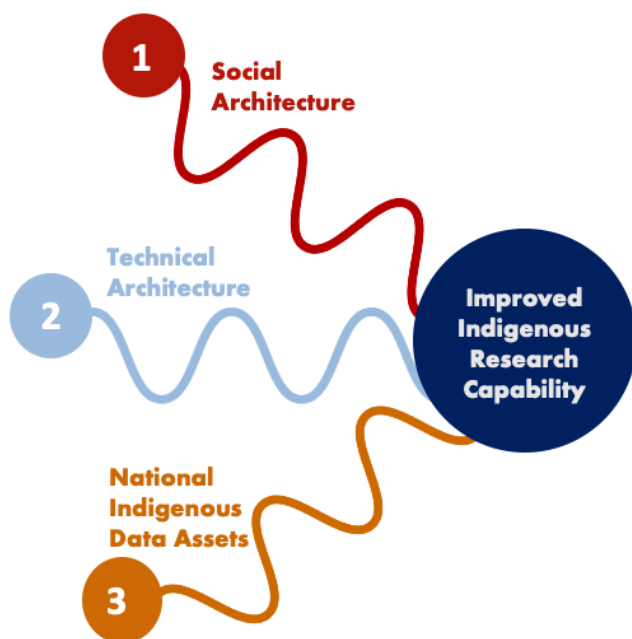 1
Social
Architecture
2
Technical
Architecture
Improved
Indigenous
Research
Capability
National
Indigenous
Data Assets
3